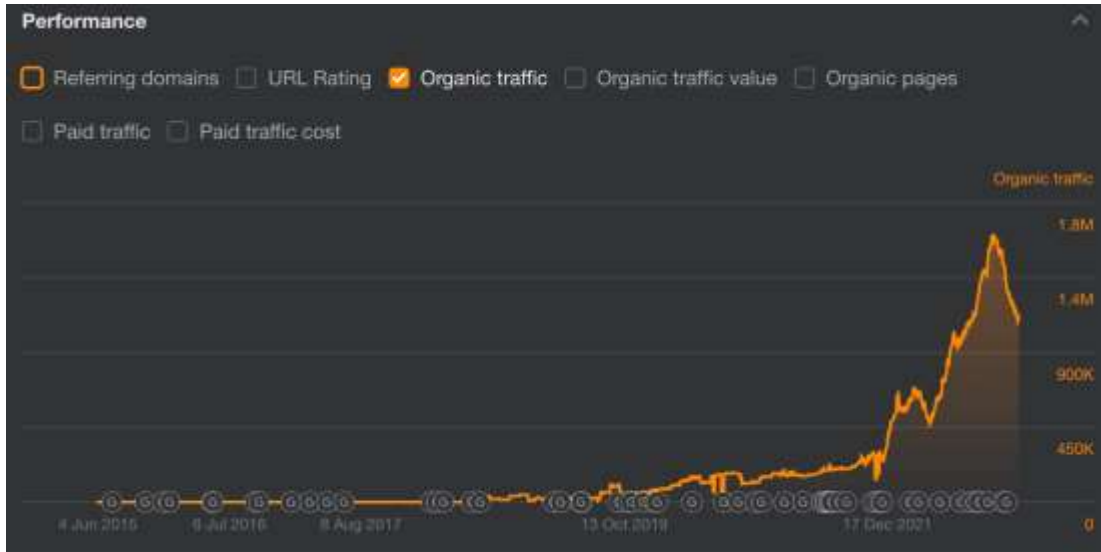 Performance
Referring domains URL Rating Organic traffic Organic traffic value Organic pages
Paid traffic Paid traffic cost
Organic traffic
1.8M
1.4M
900K
450K
4 Jun 2015 6 Jul 2016 8 Aug 2017 13 Oct 2019 17 Dec 2021 0